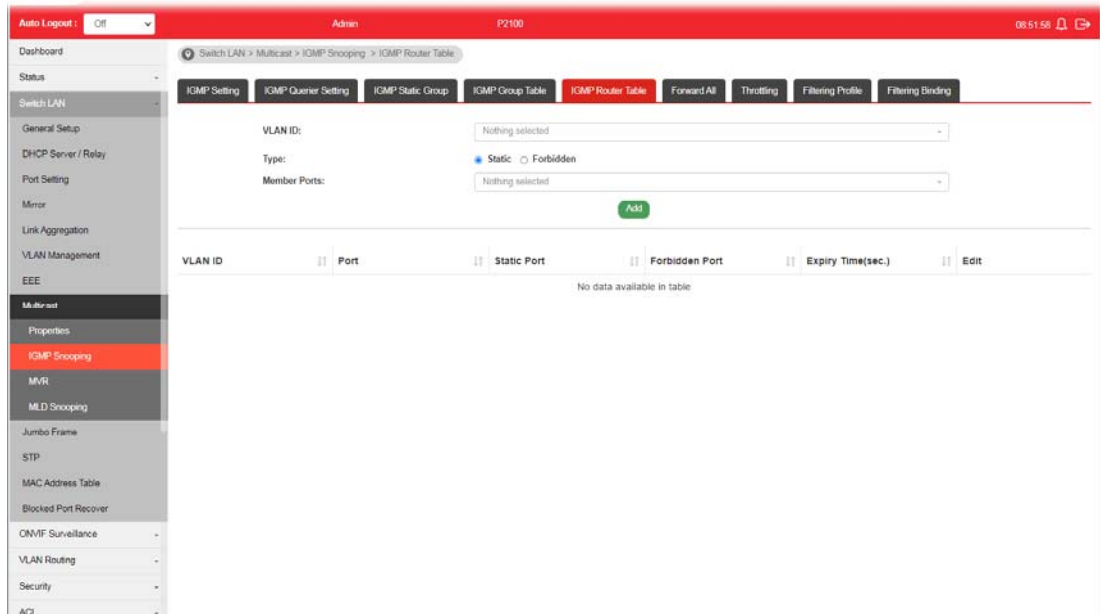 Auto Logout : Off Admin P2100 08:51:58
Dashboard
Switch LAN > Multicast > IGMP Snooping > IGMP Router Table
Status
IGMP Setting IGMP Querier Setting IGMP Static Group IGMP Group Table IGMP Router Table Forward All Throttling Filtering Profile Filtering Binding
Switch LAN
General Setup
VLAN ID: Nothing selected
DHCP Server / Relay
Type: Static Forbidden
Port Setting
Member Ports: Nothing selected
Mirror
Add
Link Aggregation
VLAN Management
VLAN ID Port Static Port Forbidden Port Expiry Time(sec.) Edit
EEE
No data available in table
Multicast
Properties
IGMP Snooping
MVR
MLD Snooping
Jumbo Frame
STP
MAC Address Table
Blocked Port Recover
ONVIF Surveillance
VLAN Routing
Security
ACL